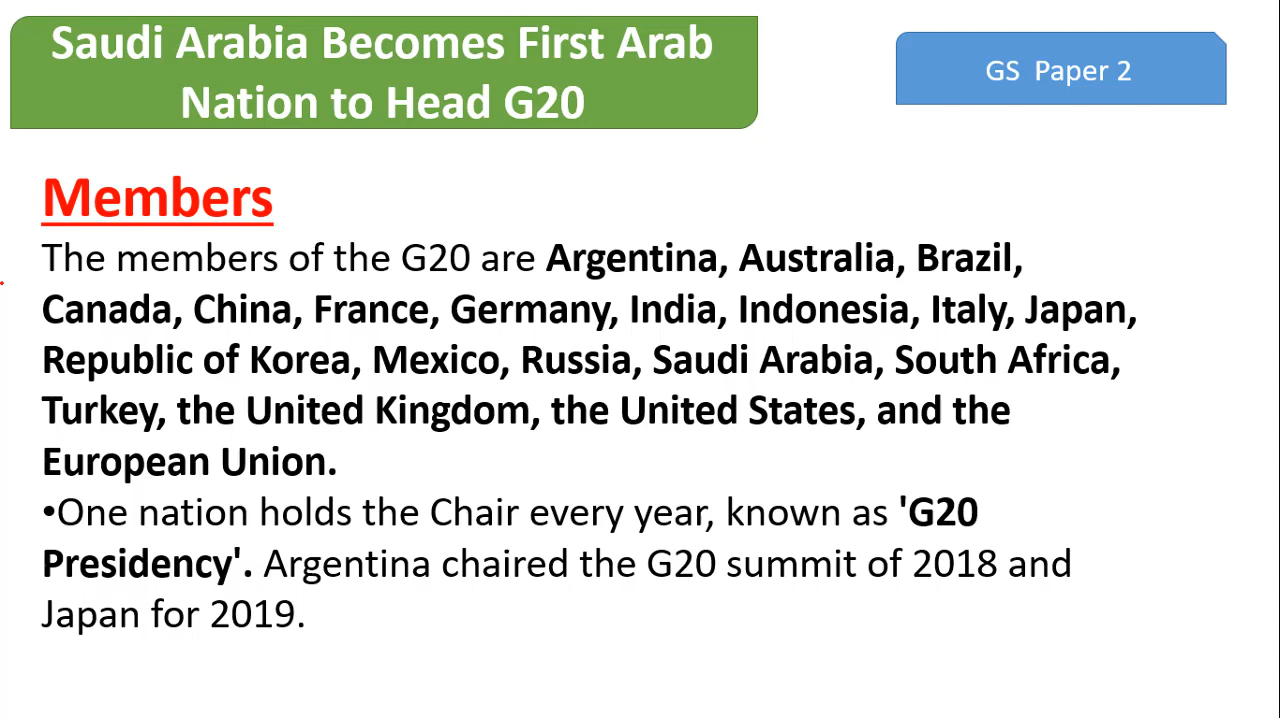 Saudi Arabia Becomes First Arab
Nation to Head G20
GS Paper 2
Members
The members of the G20 are Argentina, Australia, Brazil,
Canada, China, France, Germany, India, Indonesia, Italy, Japan,
Republic of Korea, Mexico, Russia, Saudi Arabia, South Africa,
Turkey, the United Kingdom, the United States, and the
European Union.
•One nation holds the Chair every year, known as 'G20
Presidency'. Argentina chaired the G20 summit of 2018 and
Japan for 2019.